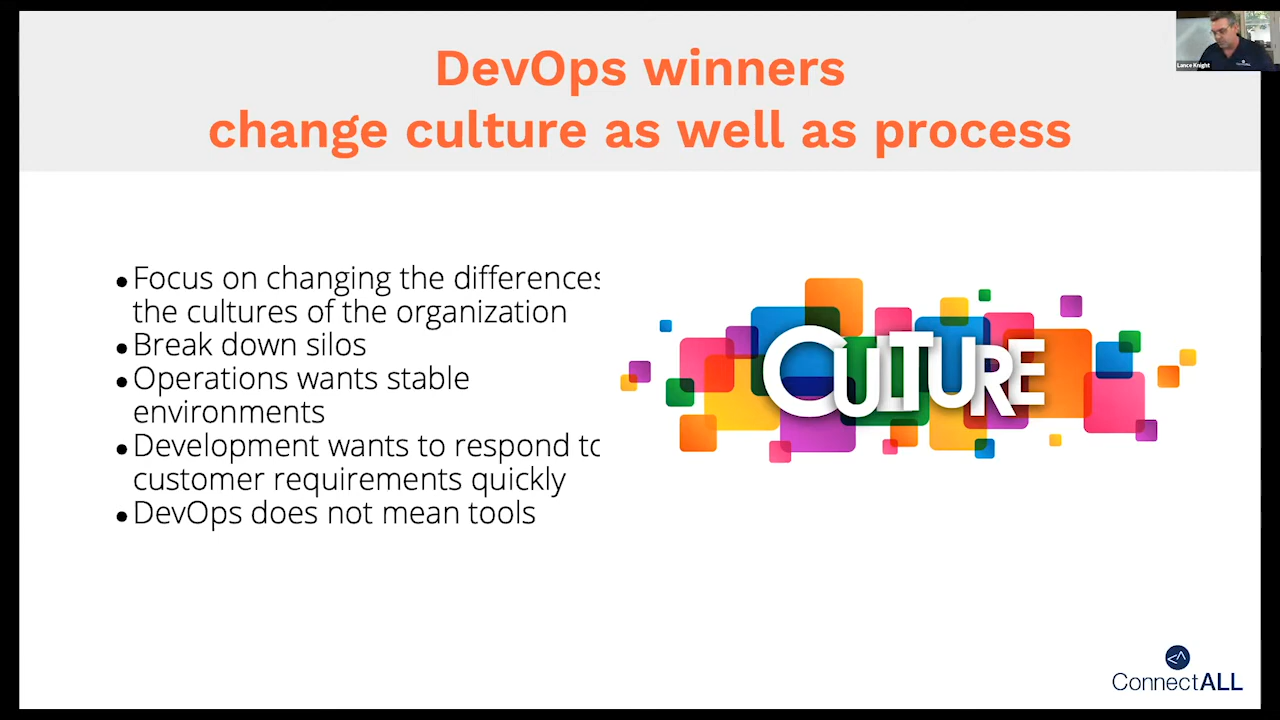 DevOps winners
change culture as well as process
Lance Knight
• Focus on changing the differences
the cultures of the organization
• Break down silos
• Operations wants stable
environments
• Development wants to respond to
customer requirements quickly
• DevOps does not mean tools
CULTURE
<^
ConnectALL